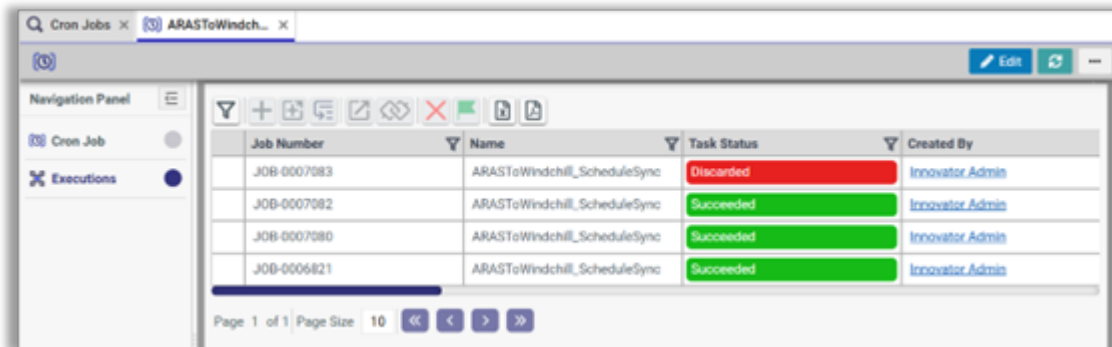 Cron Jobs × ARASToWindch... ×
Edit
Navigation Panel
Cron Job
Executions
Job Number Name Task Status Created By
JOB-0007083 ARASToWindchill_ScheduleSync Discarded Innovator Admin
JOB-0007082 ARASToWindchill_ScheduleSync Succeeded Innovator Admin
JOB-0007080 ARASToWindchill_ScheduleSync Succeeded Innovator Admin
JOB-0006821 ARASToWindchill_ScheduleSync Succeeded Innovator Admin
Page 1 of 1 Page Size 10